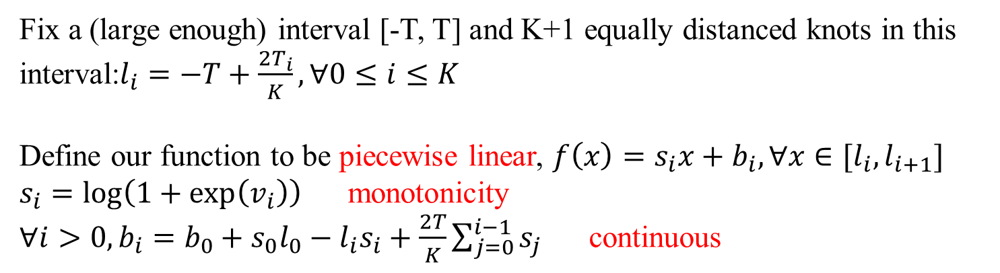 Fix a (large enough) interval [-T, T] and K+1 equally distanced knots in this
interval:$l_i = -T + \frac{2T_i}{K}, \forall 0 \leq i \leq K$
Define our function to be piecewise linear, $f(x) = s_i x + b_i, \forall x \in [l_i, l_{i+1}]$
$s_i = \log(1 + \exp(v_i))$ monotonicity
$\forall i > 0, b_i = b_0 + s_0 l_0 - l_i s_i + \frac{2T}{K} \sum_{j=0}^{i-1} s_j$ continuous